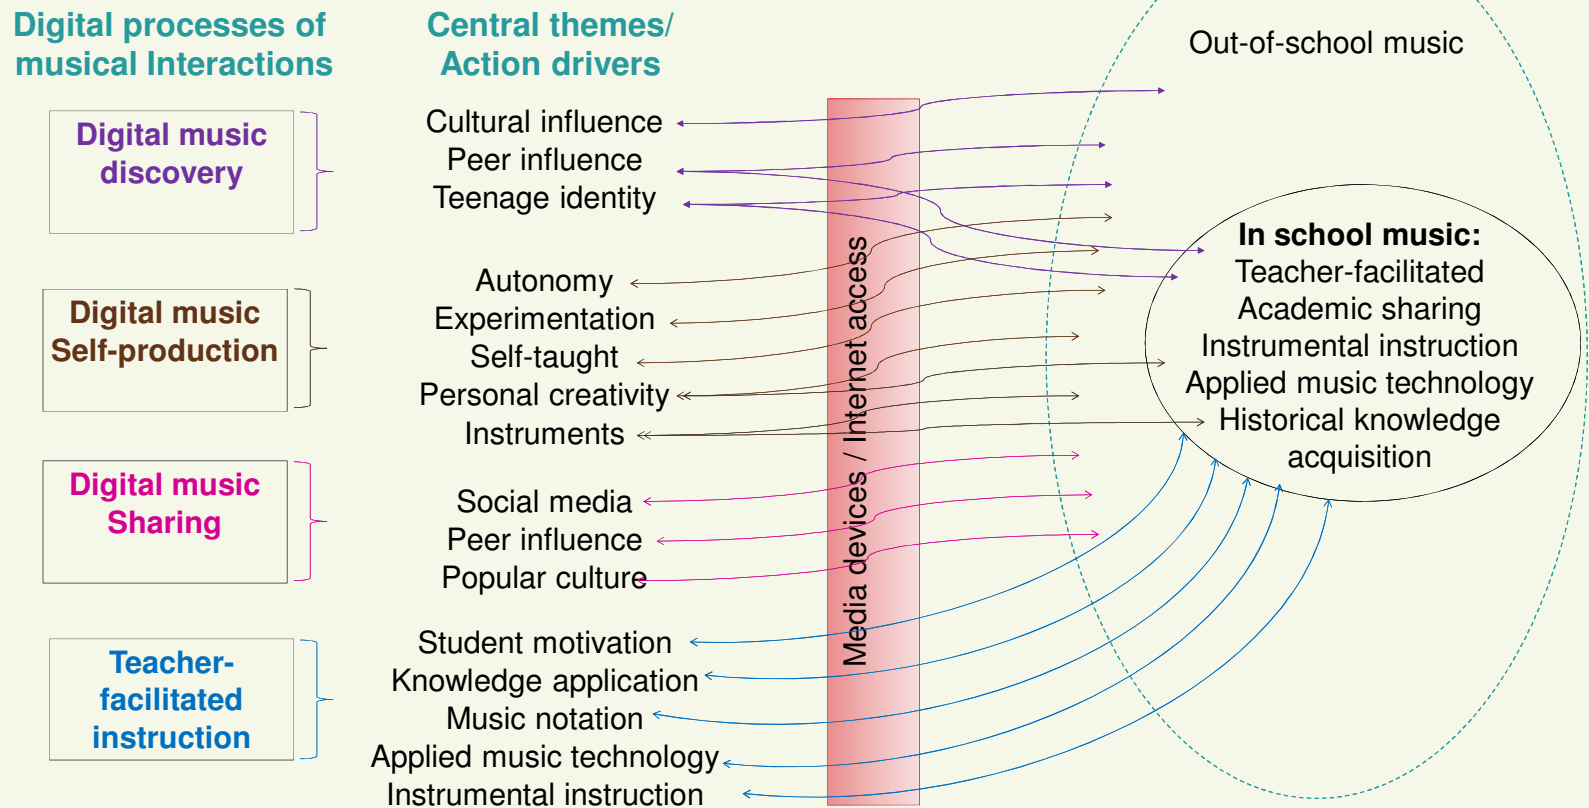 Digital processes of
musical Interactions
Central themes/
Action drivers
Out-of-school music
Digital music
discovery
Cultural influence
Peer influence
Teenage identity
Digital music
Self-production
Autonomy
Experimentation
Self-taught
Personal creativity
Instruments
Digital music
Sharing
Social media
Peer influence
Popular culture
Teacher-
facilitated
instruction
Student motivation
Knowledge application
Music notation
Applied music technology
Instrumental instruction
Media devices / Internet access
In school music:
Teacher-facilitated
Academic sharing
Instrumental instruction
Applied music technology
Historical knowledge
acquisition